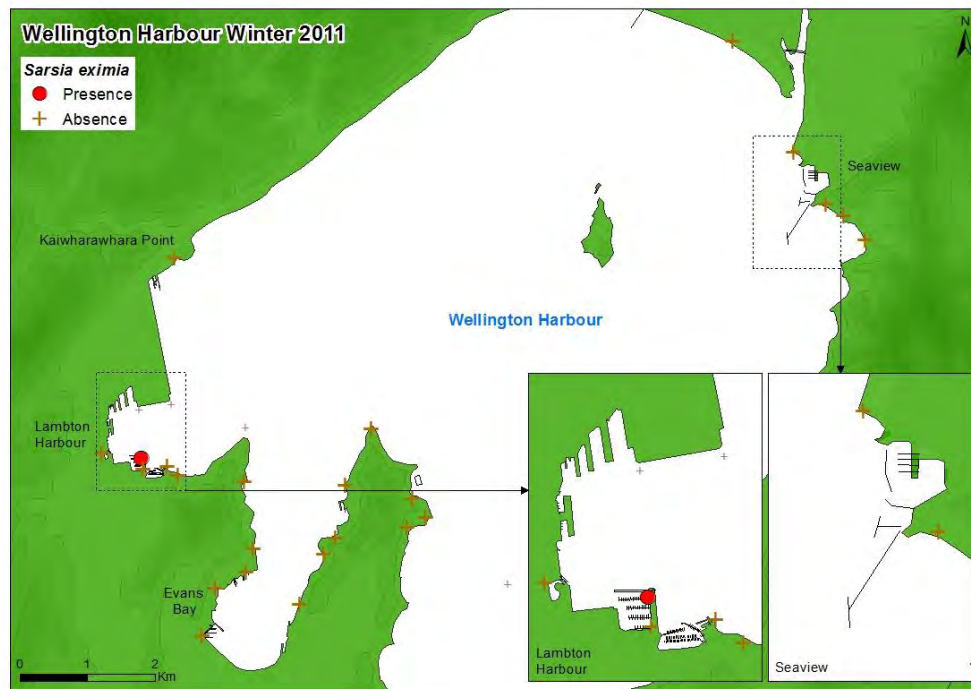 Wellington Harbour Winter 2011
N
Sarsia eximia
Presence
Absence
Seaview
Kaiwharawhara Point
Wellington Harbour
Lambton
Harbour
Evans
Bay
0 1 2
Km
Lambton
Harbour
Seaview